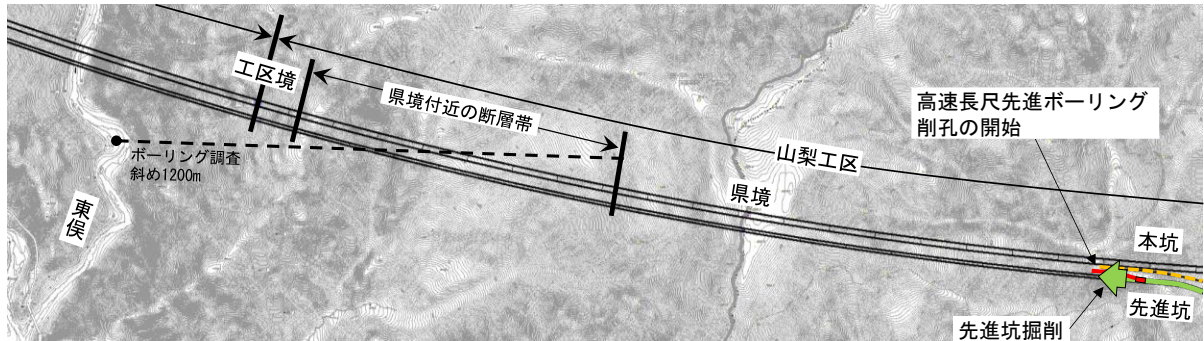 工区境
県境付近の断層帯
高速長尺先進ボーリング
削孔の開始
ボーリング調査
斜め1200m
山梨工区
県境
東俣
本坑
先進坑
先進坑掘削